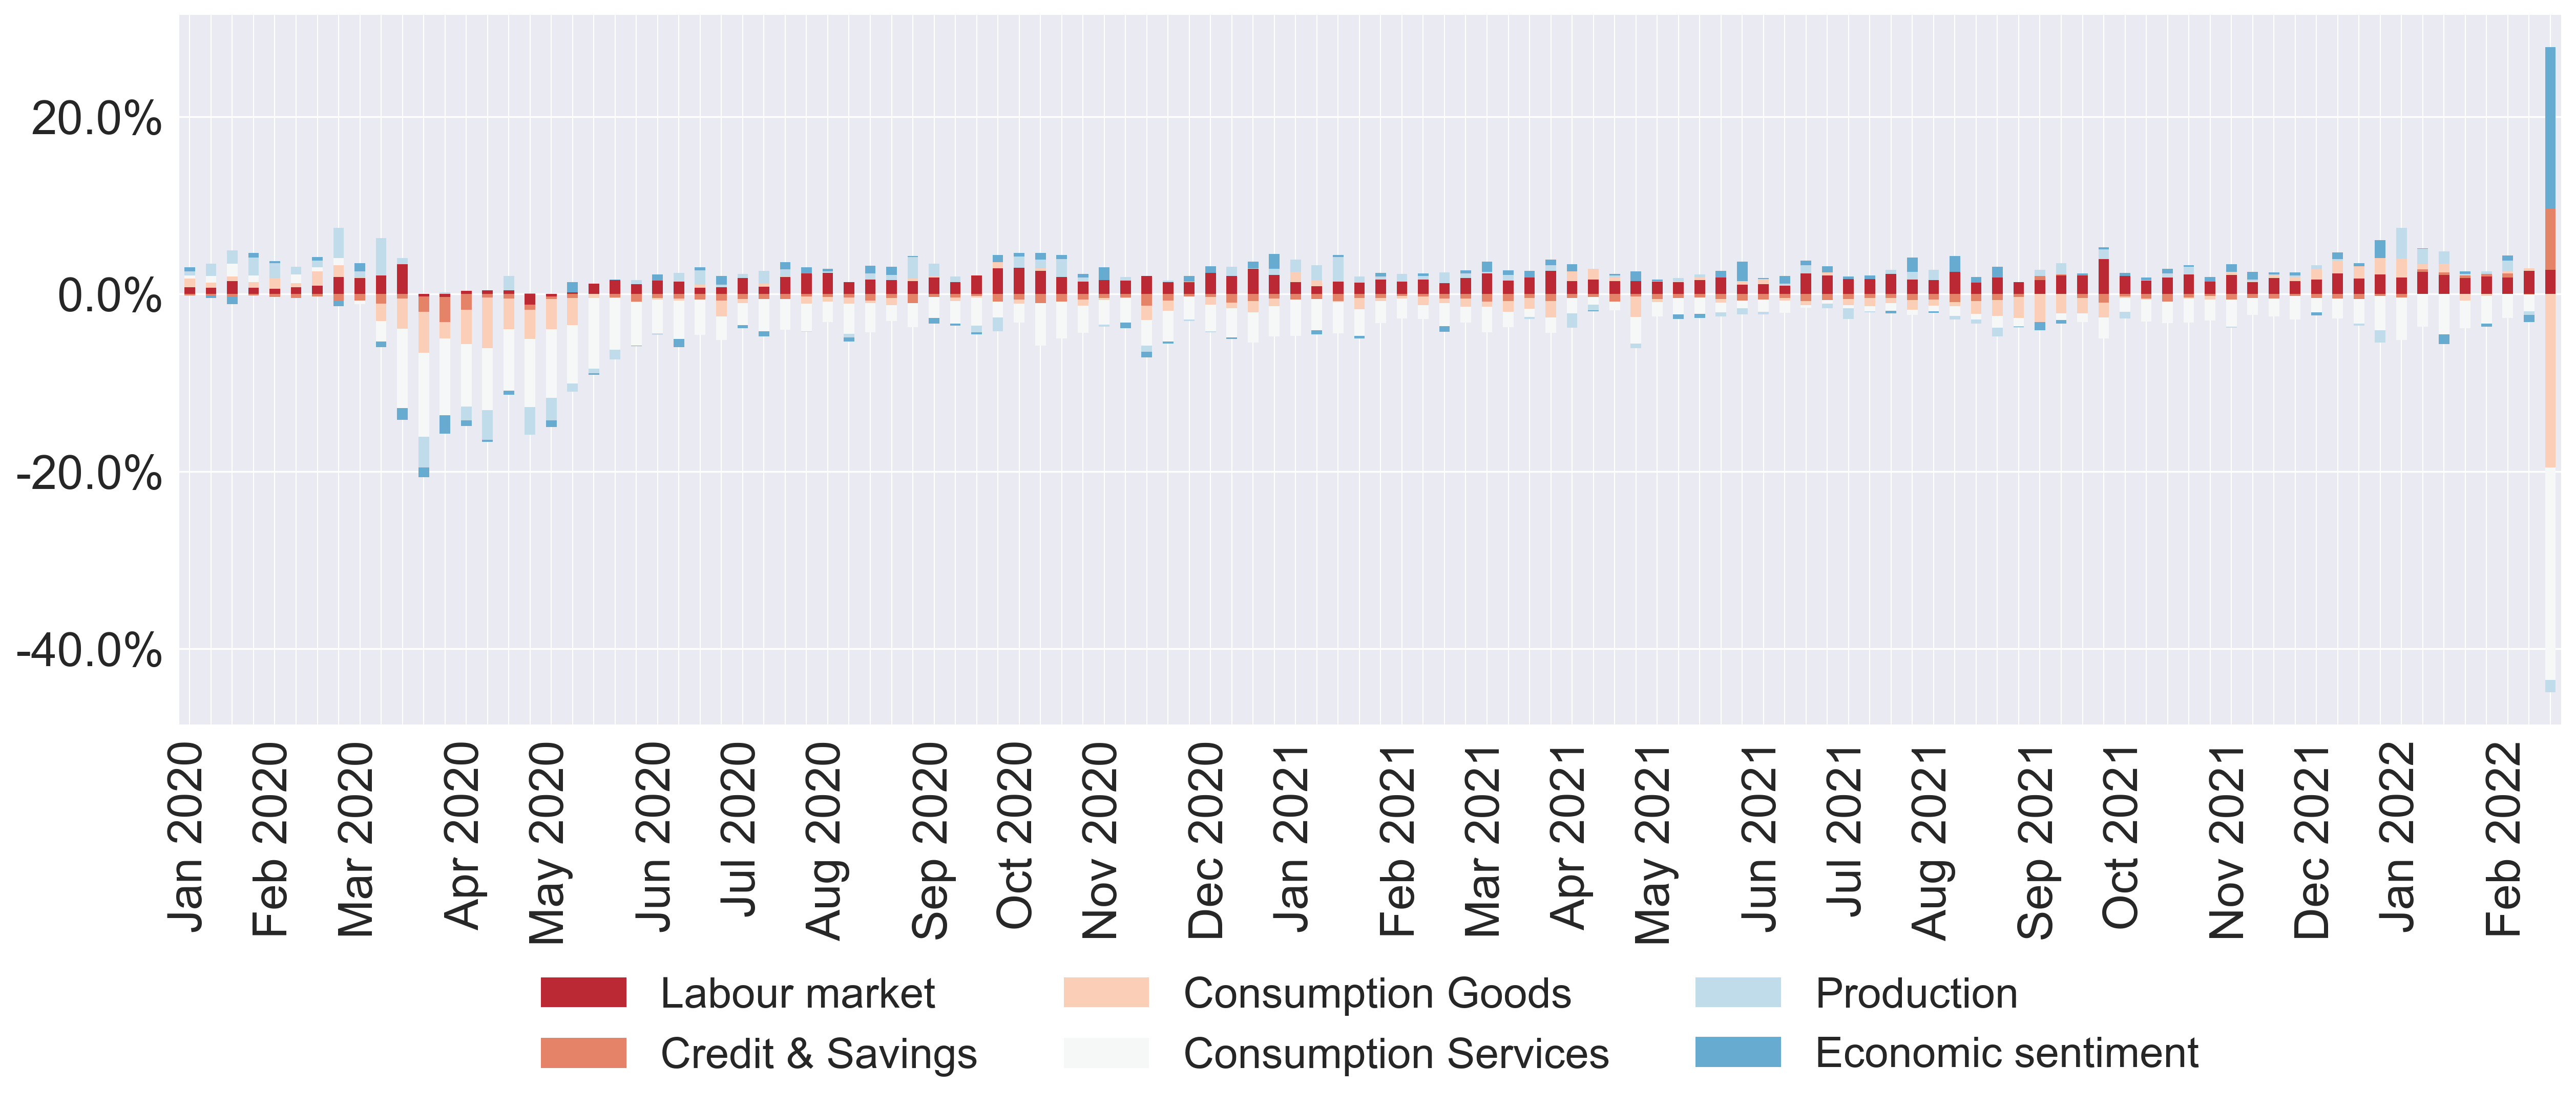 20.0%
0.0%
-20.0%
-40.0%
Jan 2020
Feb 2020
Mar 2020
Apr 2020
May 2020
Jun 2020
Jul 2020
Aug 2020
Sep 2020
Oct 2020
Nov 2020
Dec 2020
Jan 2021
Feb 2021
Mar 2021
Apr 2021
May 2021
Jun 2021
Jul 2021
Aug 2021
Sep 2021
Oct 2021
Nov 2021
Dec 2021
Jan 2022
Feb 2022
Labour market
Credit & Savings
Consumption Goods
Consumption Services
Production
Economic sentiment